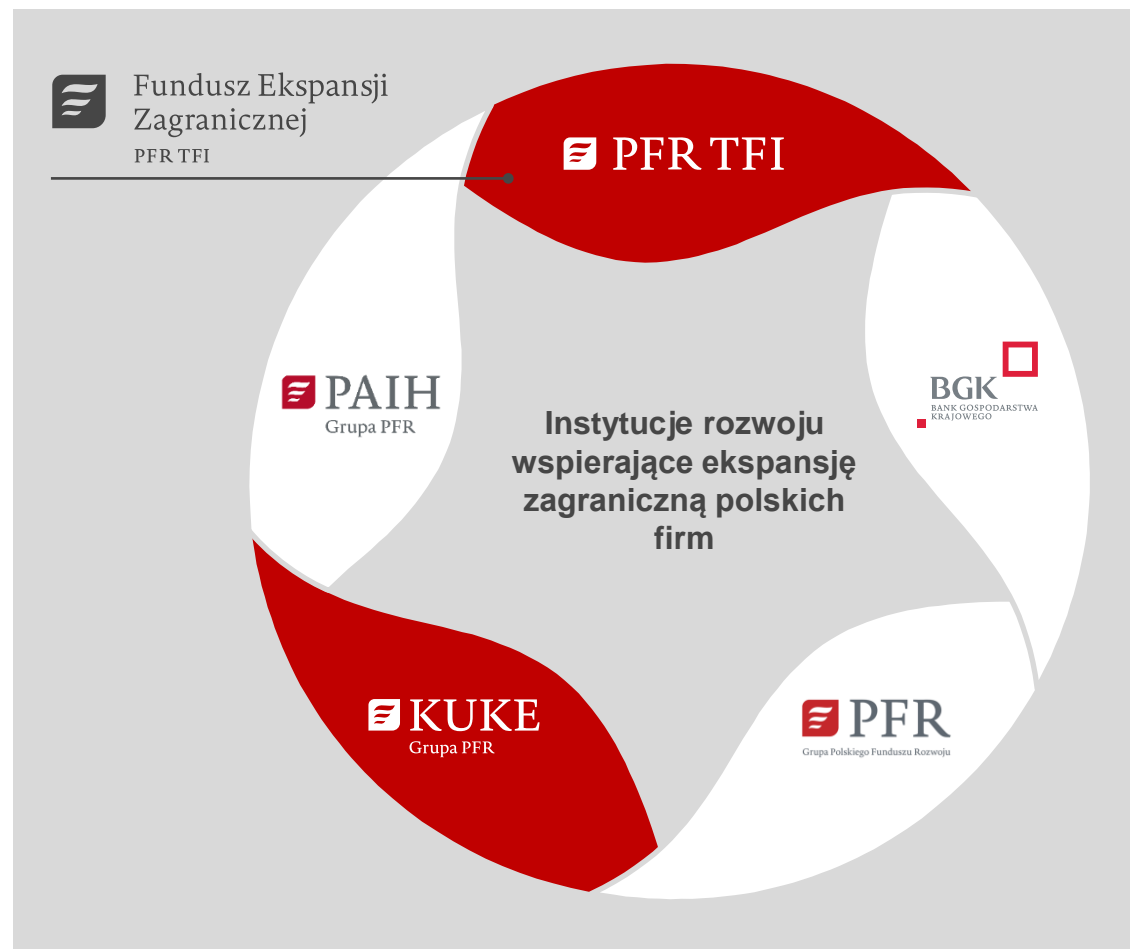 Fundusz Ekspansji
Zagranicznej
PFR TFI
PFR TFI
PAIH
Grupa PFR
BGK
BANK GOSPODARSTWA
KRAJOWEGO
Instytucje rozwoju
wspierające ekspansję
zagraniczną polskich
firm
KUKE
Grupa PFR
PFR
Grupa Polskiego Funduszu Rozwoju